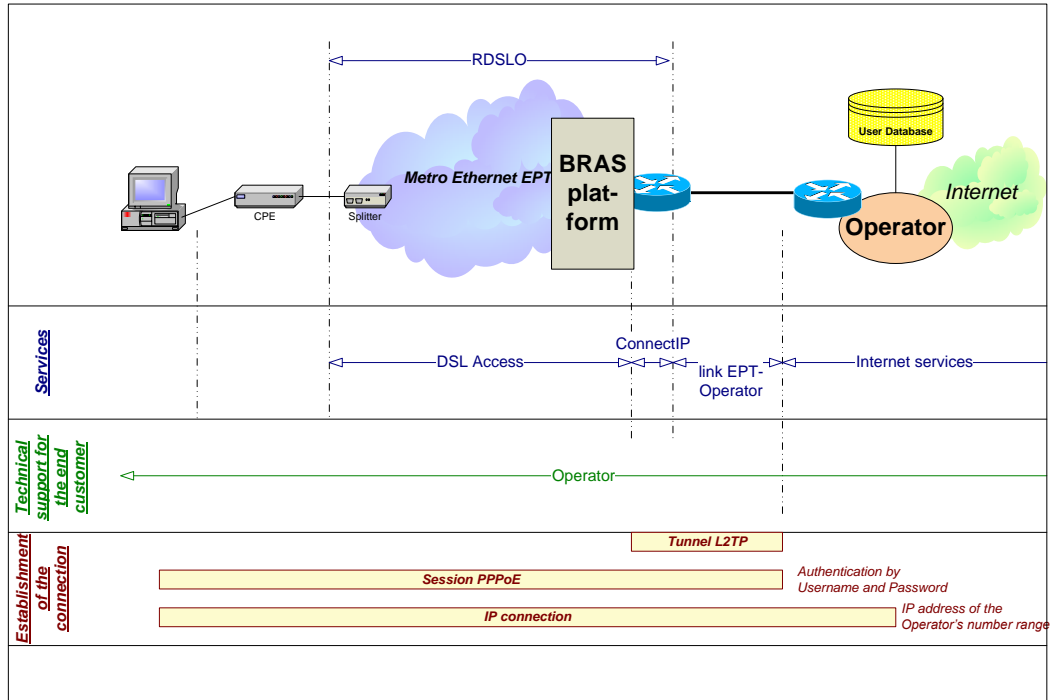 RDSLO
User Database
Metro Ethernet EPT
BRAS
plat-
form
Internet
Operator
CPE
Splitter
Services
DSL Access
ConnectIP
link EPT-
Operator
Internet services
Technical
support for
the end
customer
Operator
Establishment
of the
connection
Tunnel L2TP
Session PPPoE
Authentication by
Username and Password
IP connection
IP address of the
Operator's number range